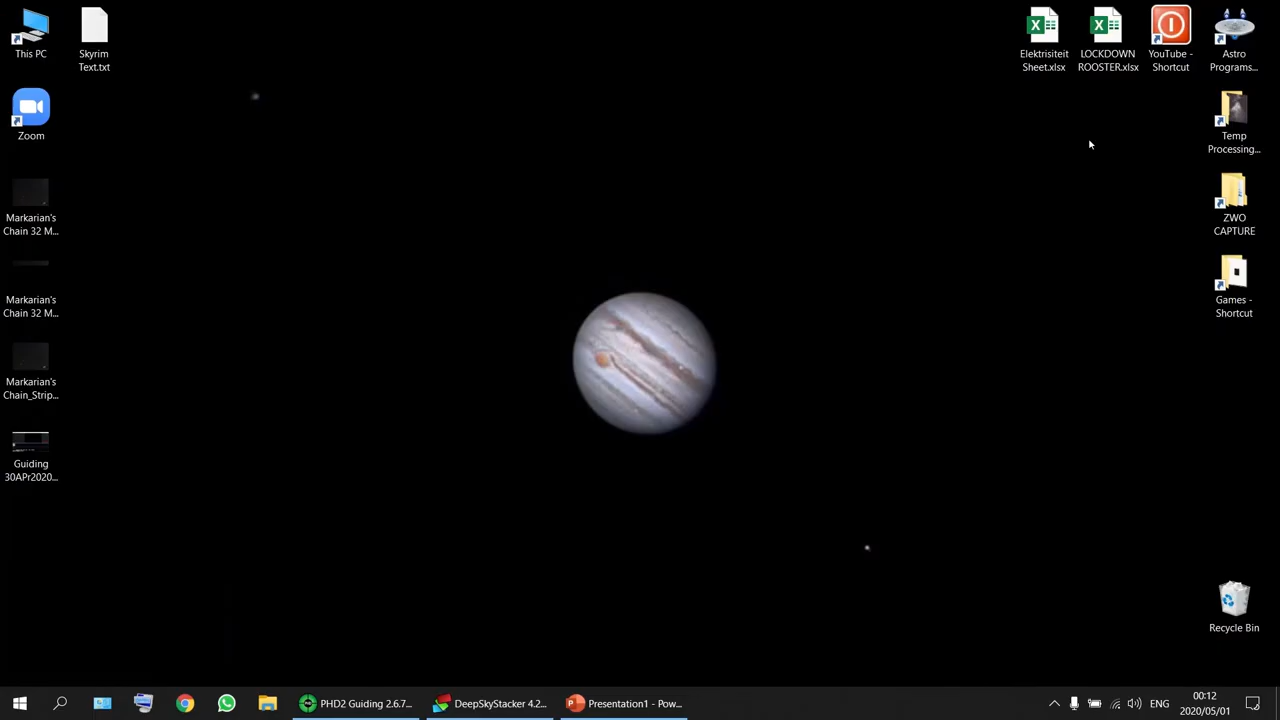 This PC
Skyrim
Text.txt
Elektrisiteit
Sheet.xlsx
LOCKDOWN
ROOSTER.xlsx
YouTube -
Shortcut
Astro
Programs...
Zoom
Temp
Processing...
Markarian's
Chain 32 M...
ZWO
CAPTURE
Markarian's
Chain 32 M...
Games -
Shortcut
Markarian's
Chain_Strip...
Guiding
30APr2020...
Recycle Bin
PHD2 Guiding 2.6.7...
DeepSkyStacker 4.2...
Presentation1 - Pow...
ENG
00:12
2020/05/01